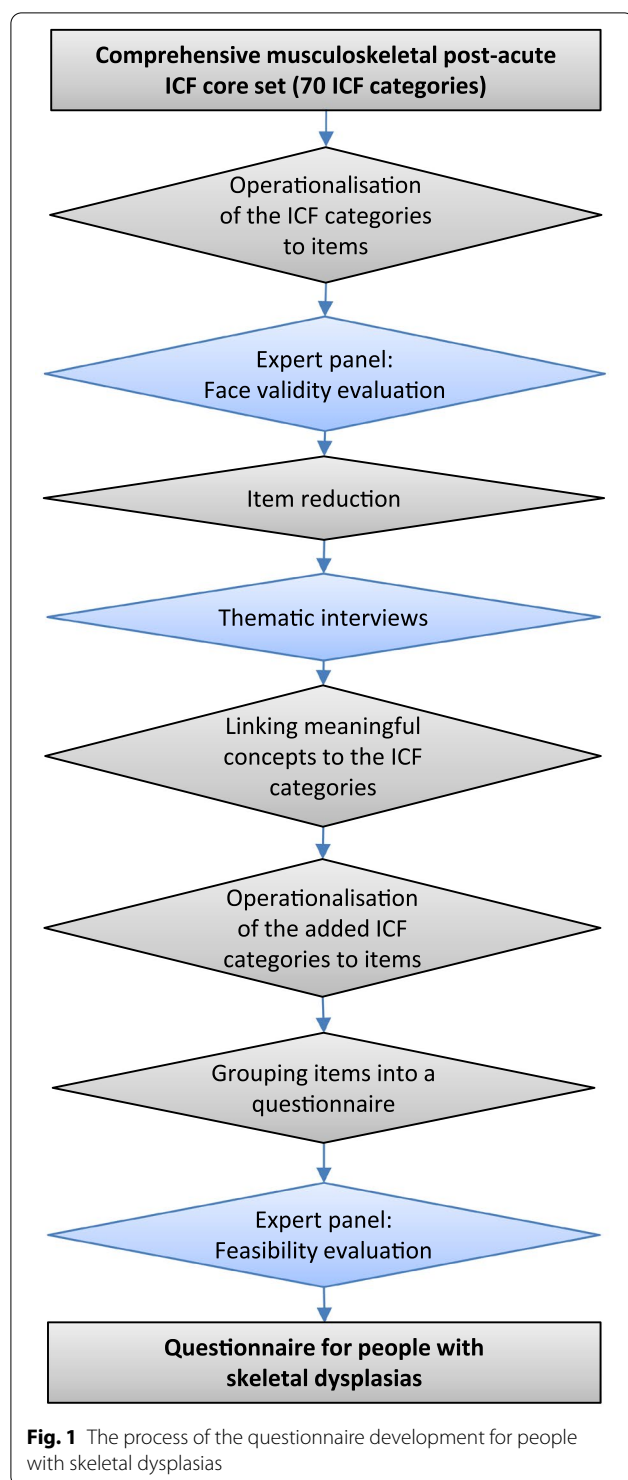 Comprehensive musculoskeletal post-acute
ICF core set (70 ICF categories)
Operationalisation
of the ICF categories
to items
Expert panel:
Face validity evaluation
Item reduction
Thematic interviews
Linking meaningful
concepts to the ICF
categories
Operationalisation
of the added ICF
categories to items
Grouping items into a
questionnaire
Expert panel:
Feasibility evaluation
Questionnaire for people with
skeletal dysplasias
Fig. 1 The process of the questionnaire development for people
with skeletal dysplasias